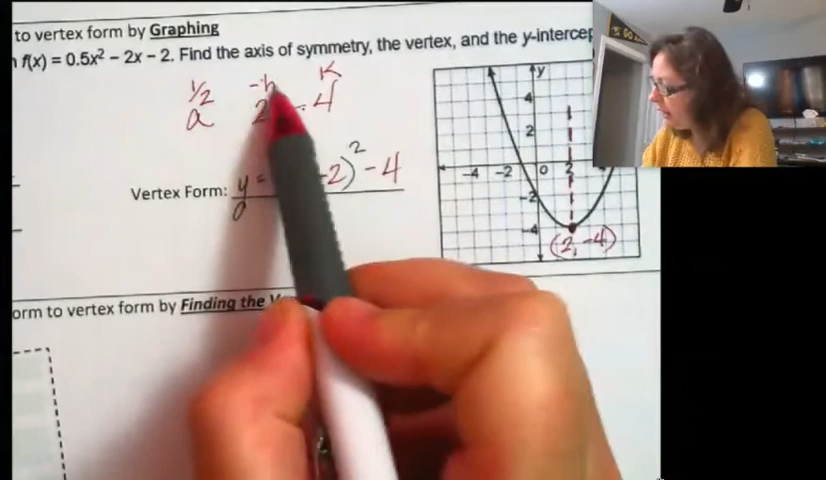 to vertex form by Graphing
f(x) = 0.5x² – 2x – 2. Find the axis of symmetry, the vertex, and the
1/2 -h K
a 2 -4
Vertex Form: y = -2)² - 4
y
4
2
-4 -2 0 2
-2
-4
(2, -4)
orm to vertex form by Finding the
GO